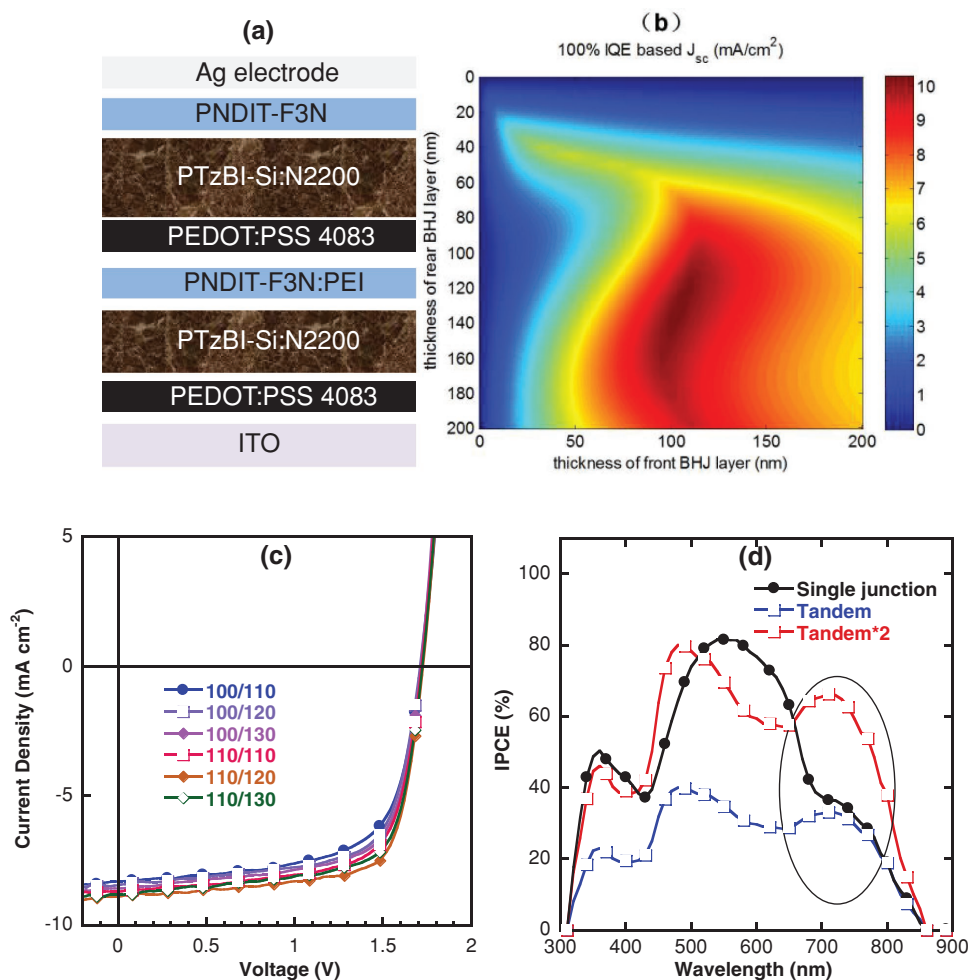 (a)
Ag electrode
PNDIT-F3N
PTzBI-Si:N2200
PEDOT:PSS 4083
PNDIT-F3N:PEI
PTzBI-Si:N2200
PEDOT:PSS 4083
ITO
(b)
100% IQE based Jsc (mA/cm²)
thickness of rear BHJ layer (nm)
0
20
40
60
80
100
120
140
160
180
200
0
50
100
150
200
thickness of front BHJ layer (nm)
10
9
8
7
6
5
4
3
2
1
0
(c)
Current Density (mA cm-2)
5
0
-5
-10
100/110
100/120
100/130
110/110
110/120
110/130
0
0.5
1
1.5
2
Voltage (V)
(d)
IPCE (%)
100
80
60
40
20
0
Single junction
Tandem
Tandem*2
300
400
500
600
700
800
900
Wavelength (nm)